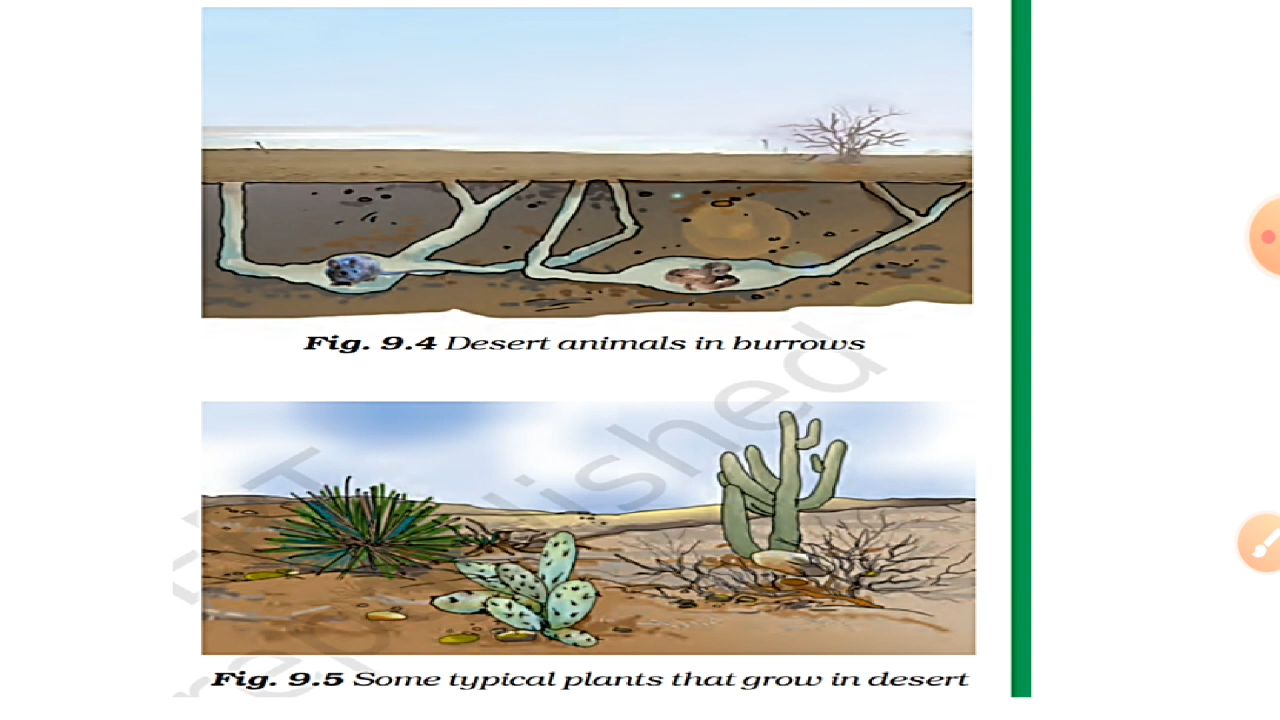 Fig. 9.4 Desert animals in burrows
Fig. 9.5 Some typical plants that grow in desert